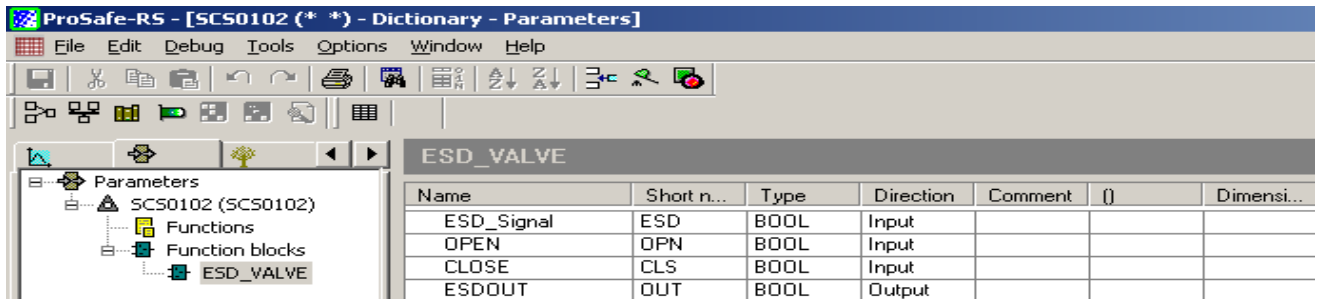 ProSafe-RS - [SCS0102 (* *) - Dictionary - Parameters]
File Edit Debug Tools Options Window Help
ESD_VALVE
Parameters
SCS0102 (SCS0102)
Functions
Function blocks
ESD_VALVE
Name Short n... Type Direction Comment () Dimensi...
ESD_Signal ESD BOOL Input
OPEN OPN BOOL Input
CLOSE CLS BOOL Input
ESDOUT OUT BOOL Output